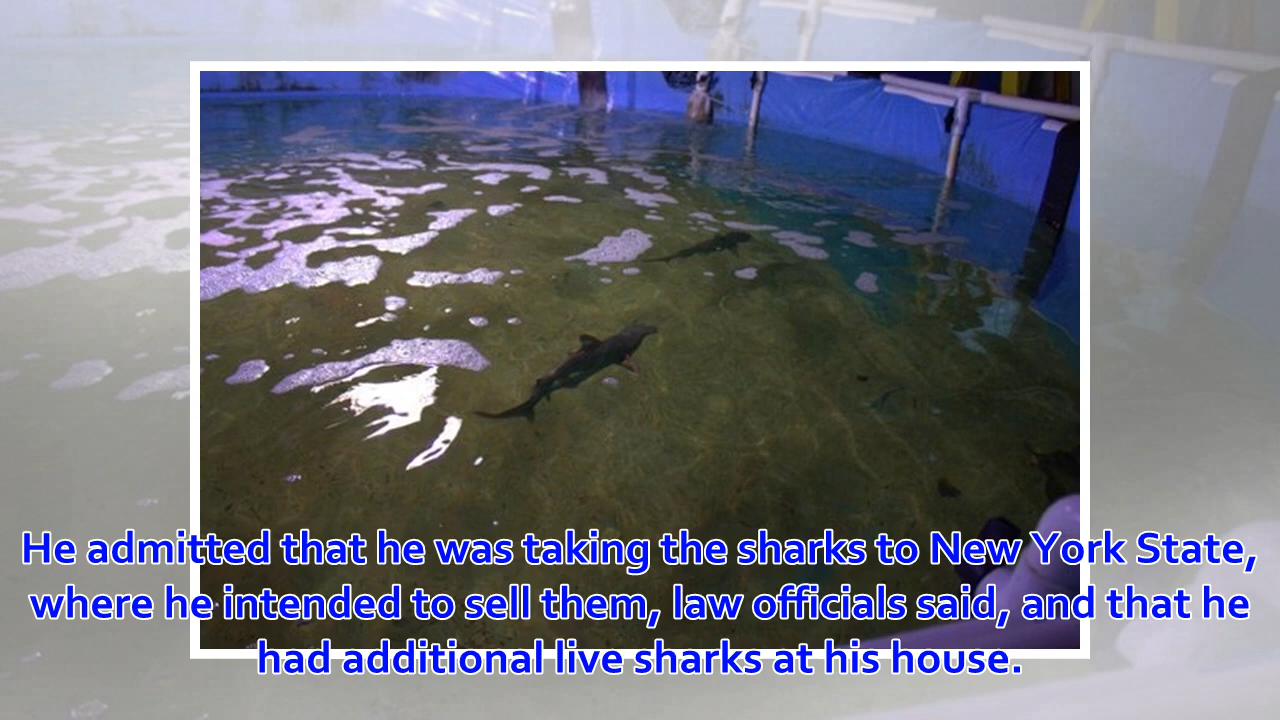 He admitted that he was taking the sharks to New York State,
where he intended to sell them, law officials said, and that he
had additional live sharks at his house.